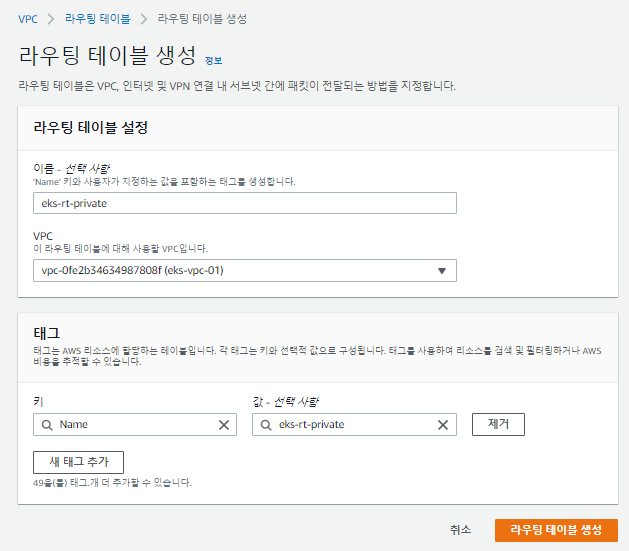 VPC > 라우팅 테이블 > 라우팅 테이블 생성
라우팅 테이블 생성 정보
라우팅 테이블은 VPC, 인터넷 및 VPN 연결 내 서브넷 간에 패킷이 전달되는 방법을 지정합니다.
라우팅 테이블 설정
이름 - 선택 사항
'Name' 키와 사용자가 지정하는 값을 포함하는 태그를 생성합니다.
eks-rt-private
VPC
이 라우팅 테이블에 대해 사용할 VPC입니다.
vpc-0fe2b34634987808f (eks-vpc-01)
태그
태그는 AWS 리소스에 할당하는 레이블입니다. 각 태그는 키와 선택적 값으로 구성됩니다. 태그를 사용하여 리소스를 검색 및 필터링하거나 AWS
비용을 추적할 수 있습니다.
키 값 - 선택 사항
Name eks-rt-private 제거
새 태그 추가
49을(를) 태그.개 더 추가할 수 있습니다.
취소 라우팅 테이블 생성